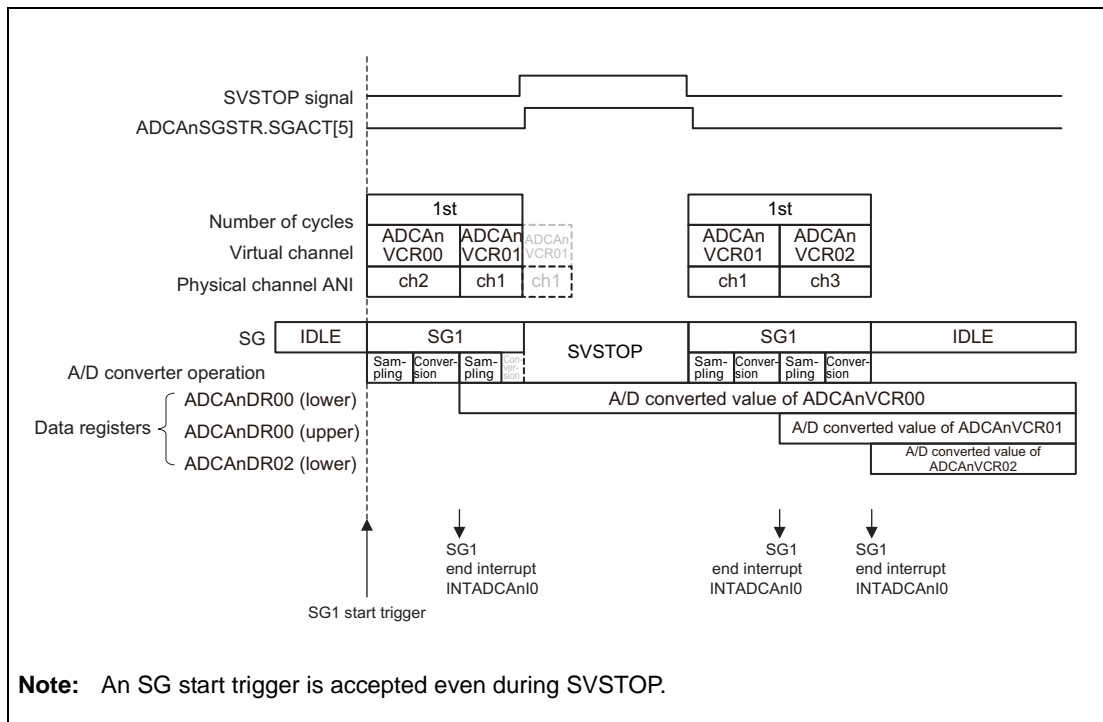 SVSTOP signal
ADCAnSGSTR.SGACT[5]
Number of cycles
1st
1st
Virtual channel
ADCAn
VCR00
ADCAn
VCR01
ADCAn
VCR01
ADCAn
VCR01
ADCAn
VCR02
Physical channel ANI
ch2
ch1
ch1
ch1
ch3
SG
IDLE
SG1
SVSTOP
SG1
IDLE
A/D converter operation
Sam-
pling
Conver-
sion
Sam-
pling
Con-
ver-
sion
Sam-
pling
Conver-
sion
Sam-
pling
Conver-
sion
Data registers
ADCAnDR00 (lower)
A/D converted value of ADCAnVCR00
ADCAnDR00 (upper)
A/D converted value of ADCAnVCR01
ADCAnDR02 (lower)
A/D converted value of
ADCAnVCR02
SG1
end interrupt
INTADCAnI0
SG1
end interrupt
INTADCAnI0
SG1
end interrupt
INTADCAnI0
SG1 start trigger
Note: An SG start trigger is accepted even during SVSTOP.